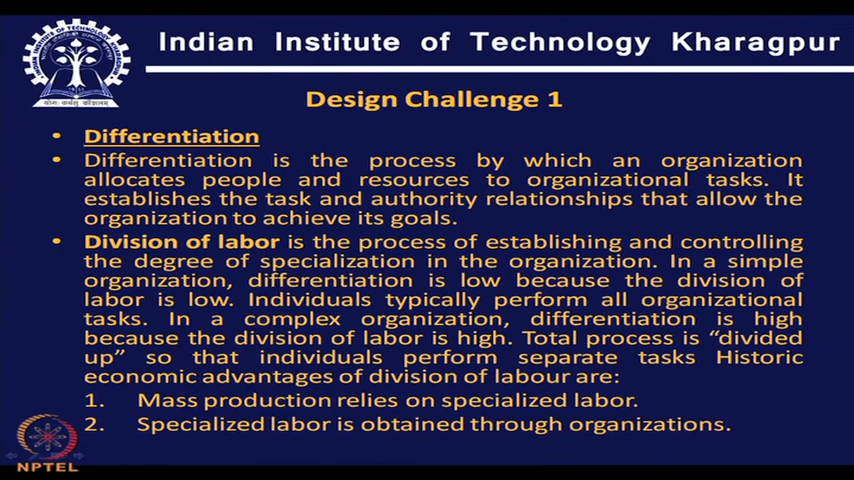 Indian Institute of Technology Kharagpur
Design Challenge 1
• Differentiation
• Differentiation is the process by which an organization
allocates people and resources to organizational tasks. It
establishes the task and authority relationships that allow the
organization to achieve its goals.
• Division of labor is the process of establishing and controlling
the degree of specialization in the organization. In a simple
organization, differentiation is low because the division of
labor is low. Individuals typically perform all organizational
tasks. In a complex organization, differentiation is high
because the division of labor is high. Total process is “divided
up” so that individuals perform separate tasks Historic
economic advantages of division of labour are:
1. Mass production relies on specialized labor.
2. Specialized labor is obtained through organizations.
NPTEL